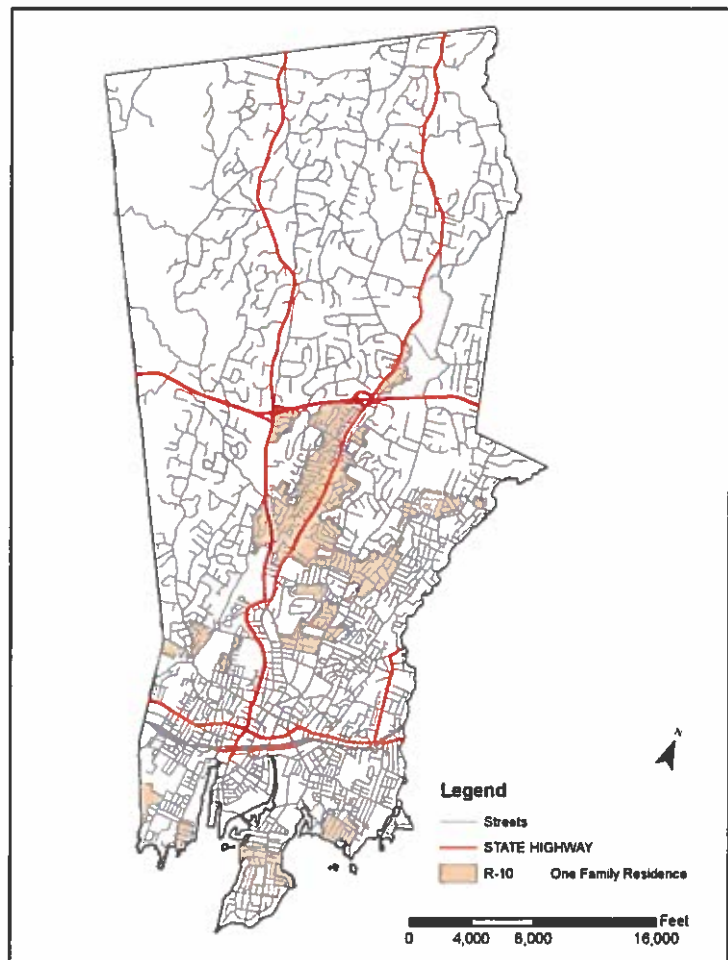 N
Legend
Streets
STATE HIGHWAY
R-10 One Family Residence
Feet
0 4,000 8,000 16,000